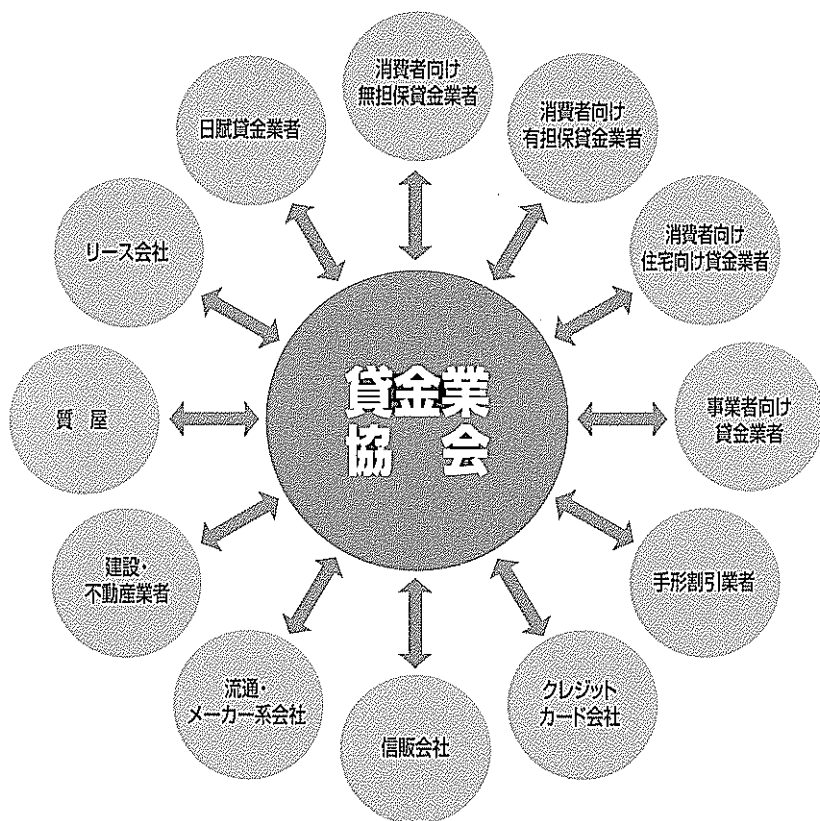 消費者向け
無担保貸金業者
消費者向け
有担保貸金業者
消費者向け
住宅向け貸金業者
事業者向け
貸金業者
手形割引業者
クレジット
カード会社
信販会社
流通・
メーカー系会社
建設・
不動産業者
質 屋
リース会社
日賦貸金業者
貸金業
協 会